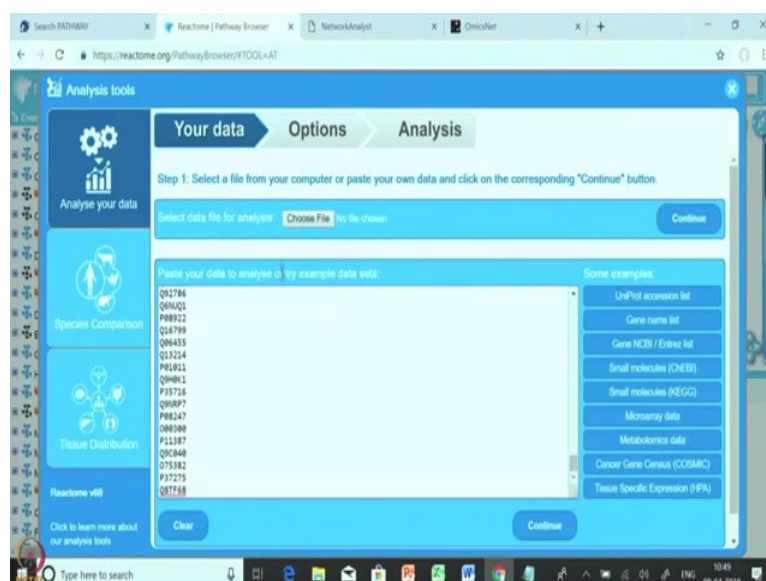 Search PATHWAY
Reactome | Pathway Browser
NetworkAnalyst
OmicsNet
https://reactome.org/PathwayBrowser/#TOOL=AT
Analysis tools
Your data
Options
Analysis
Analyse your data
Step 1: Select a file from your computer or paste your own data and click on the corresponding "Continue" button.
Select data file for analysis: Choose File No file chosen
Continue
Paste your data to analyse or try example data sets:
Some examples:
Q92786
Q6NUQ1
P08922
Q16799
Q06455
Q13214
P01011
Q9H0K1
P35716
Q9NRP7
P08247
O00300
P11387
Q9C040
O75382
P37275
Q8TF68
UniProt accession list
Gene name list
Gene NCBI / Entrez list
Small molecules (ChEBI)
Small molecules (KEGG)
Microarray data
Metabolomics data
Cancer Gene Census (COSMIC)
Tissue Specific Expression (HPA)
Species Comparison
Tissue Distribution
Reactome v68
Click to learn more about
our analysis tools
Clear
Continue
Type here to search
ENG
1049